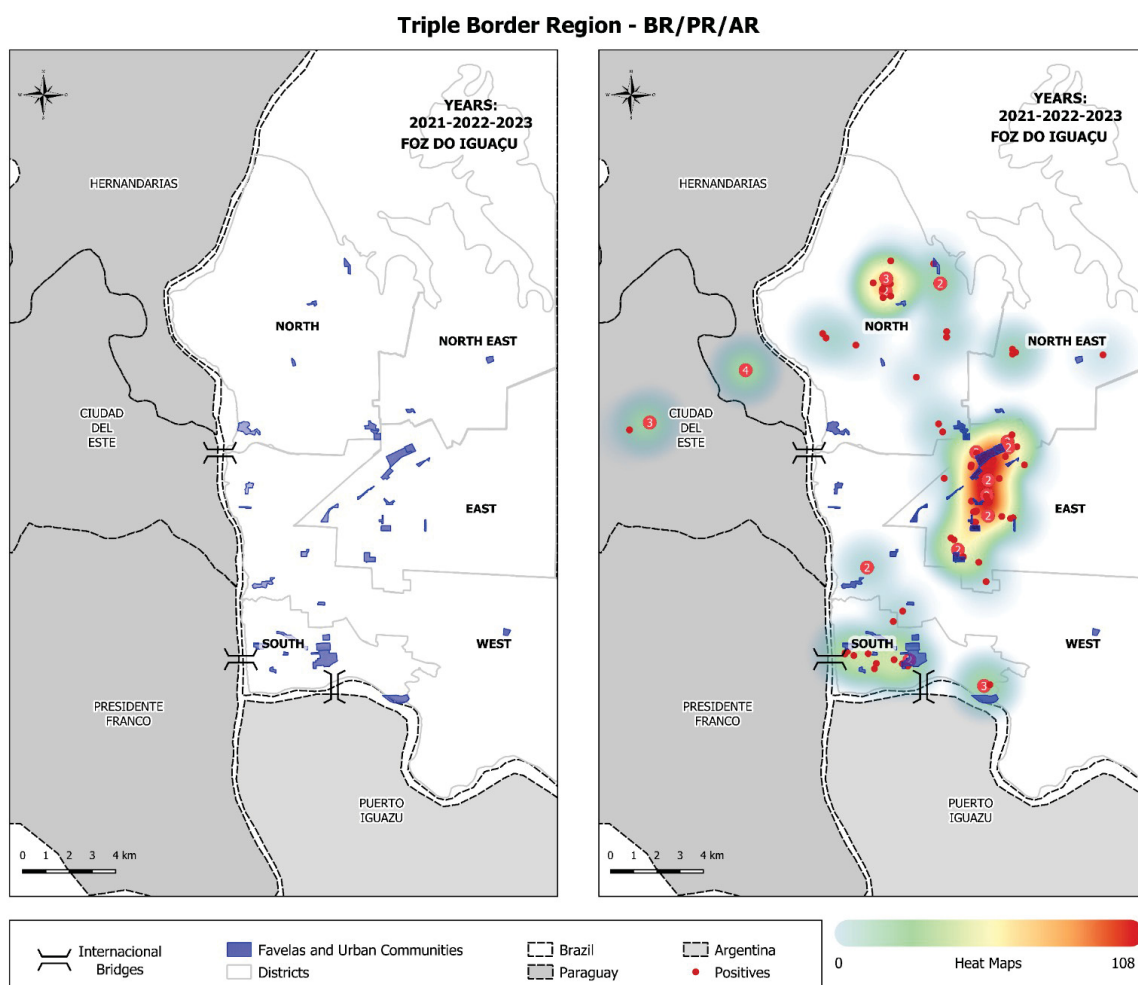 Triple Border Region - BR/PR/AR
YEARS:
2021-2022-2023
FOZ DO IGUAÇU
HERNANDARIAS
NORTH
NORTH EAST
CIUDAD
DEL
ESTE
EAST
SOUTH
WEST
PRESIDENTE
FRANCO
PUERTO
IGUAZU
0 1 2 3 4 km
YEARS:
2021-2022-2023
FOZ DO IGUAÇU
HERNANDARIAS
3
2
2
NORTH
NORTH EAST
4
CIUDAD
DEL
ESTE
3
2
2
2
EAST
2
2
SOUTH
WEST
3
PRESIDENTE
FRANCO
PUERTO
IGUAZU
0 1 2 3 4 km
Internacional
Bridges
Favelas and Urban Communities
Districts
Brazil
Paraguay
Argentina
Positives
0 Heat Maps 108